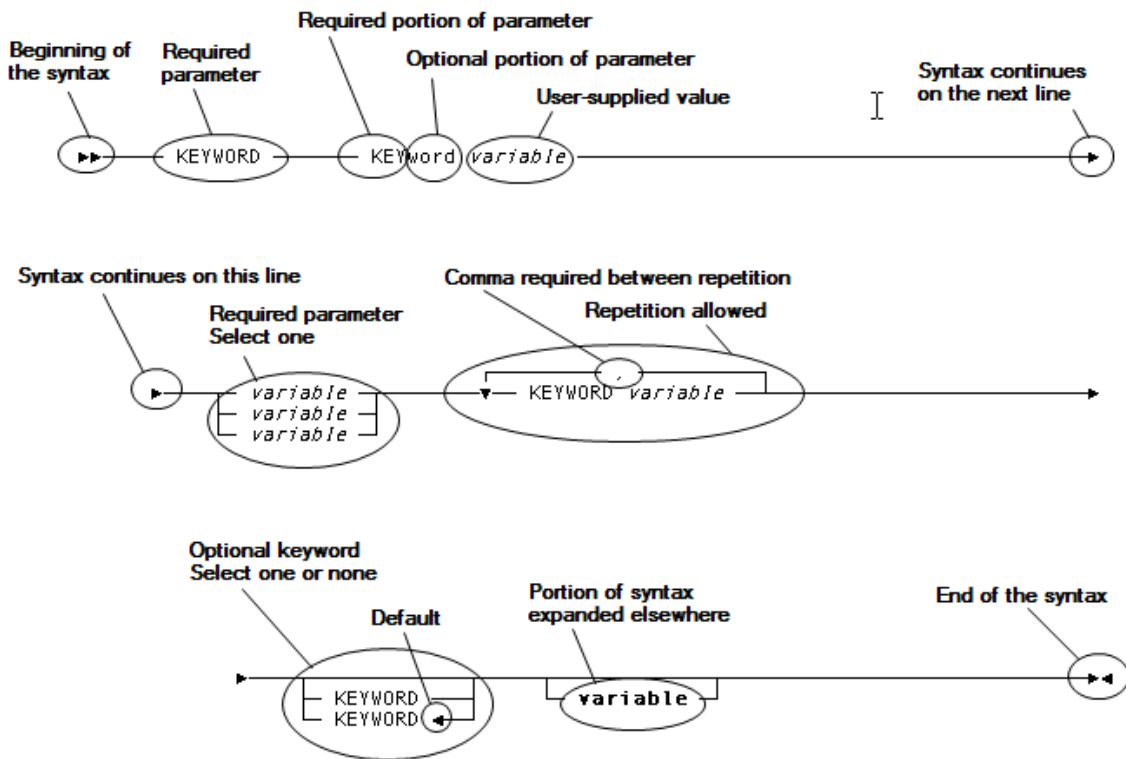 Required portion of parameter
Beginning of
the syntax
Required
parameter
Optional portion of parameter
User-supplied value
Syntax continues
on the next line
KEYWORD KEYword variable
Syntax continues on this line
Required parameter
Select one
Comma required between repetition
Repetition allowed
,
variable
variable
variable
KEYWORD variable
Optional keyword
Select one or none
Default
Portion of syntax
expanded elsewhere
End of the syntax
KEYWORD
KEYWORD
variable